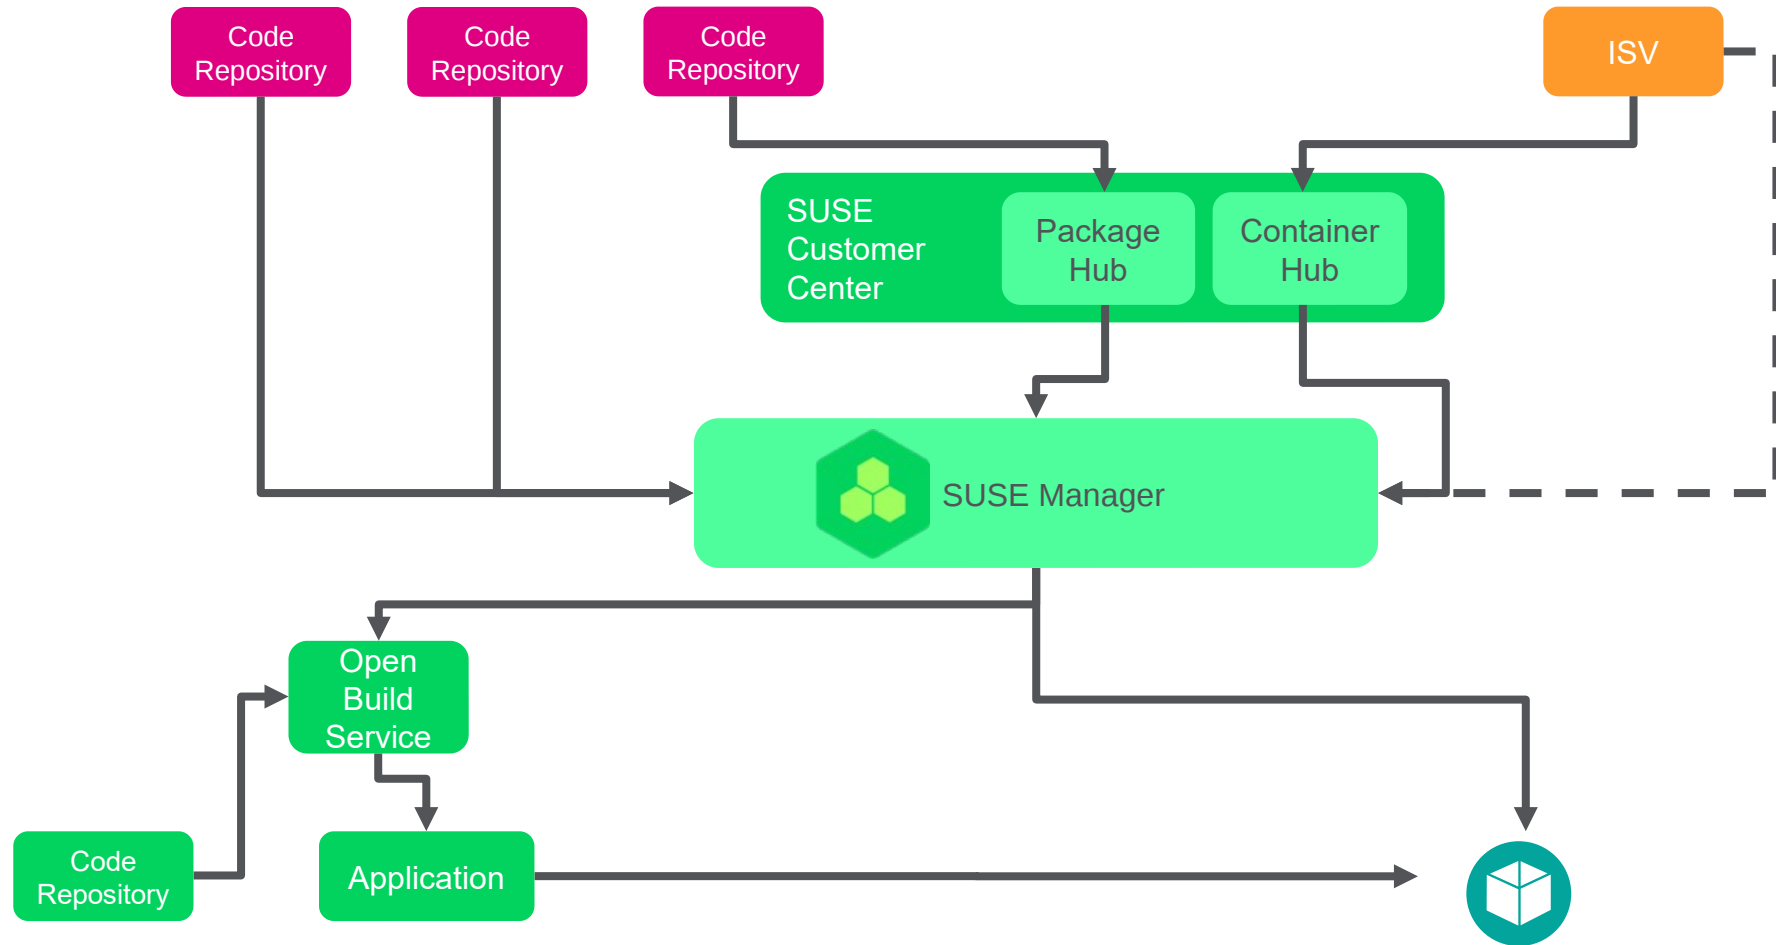 Code
Repository
Code
Repository
Code
Repository
ISV
SUSE
Customer
Center
Package
Hub
Container
Hub
SUSE Manager
Open
Build
Service
Code
Repository
Application